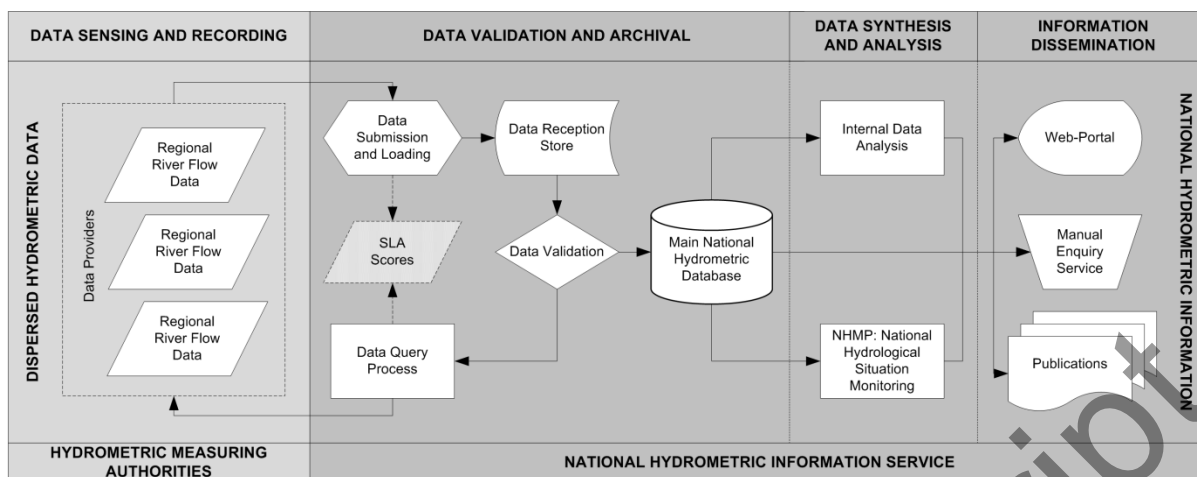 DATA SENSING AND RECORDING
DATA VALIDATION AND ARCHIVAL
DATA SYNTHESIS
AND ANALYSIS
INFORMATION
DISSEMINATION
DISPERSED HYDROMETRIC DATA
Data Providers
Regional
River Flow
Data
Regional
River Flow
Data
Regional
River Flow
Data
Data
Submission
and Loading
Data Reception
Store
SLA
Scores
Data Validation
Data Query
Process
Main National
Hydrometric
Database
Internal Data
Analysis
NHMP: National
Hydrological
Situation
Monitoring
Web-Portal
Manual
Enquiry
Service
Publications
NATIONAL HYDROMETRIC INFORMATION
HYDROMETRIC MEASURING
AUTHORITIES
NATIONAL HYDROMETRIC INFORMATION SERVICE
ript